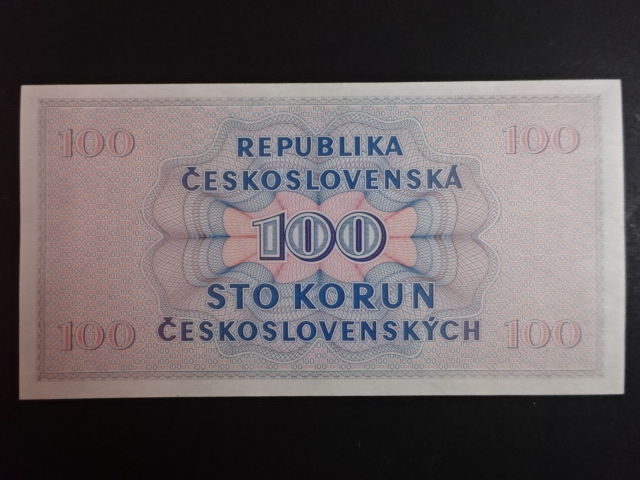 100 100
REPUBLIKA
ČESKOSLOVENSKÁ
100
STO KORUN
ČESKOSLOVENSKÝCH
100 100